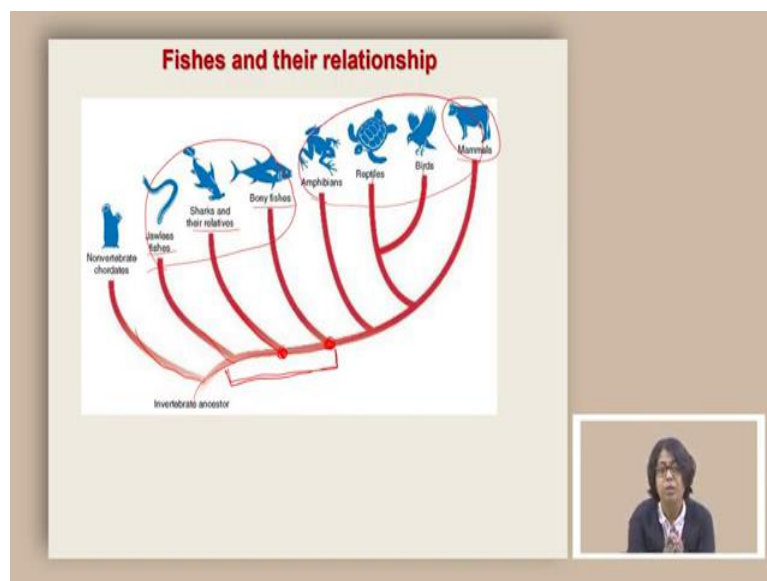 Fishes and their relationship
Nonvertebrate
chordates
Jawless
fishes
Sharks and
their relatives
Bony fishes
Amphibians
Reptiles
Birds
Mammals
Invertebrate ancestor